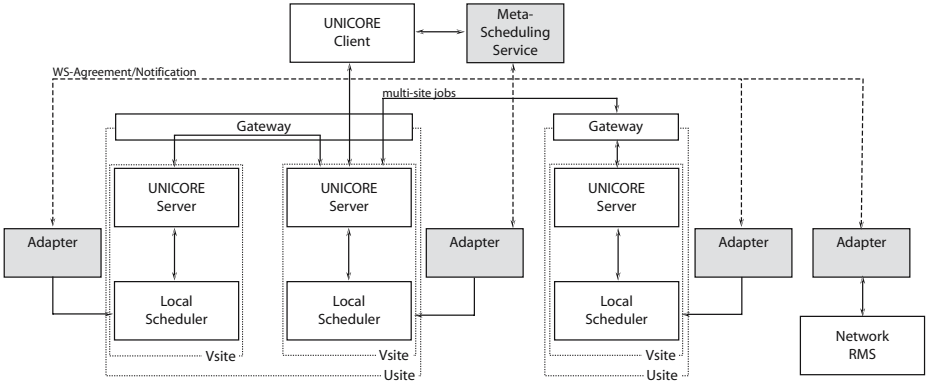 UNICORE
Client
Meta-
Scheduling
Service
WS-Agreement/Notification
multi-site jobs
Gateway
Gateway
UNICORE
Server
UNICORE
Server
UNICORE
Server
Adapter
Adapter
Adapter
Adapter
Local
Scheduler
Local
Scheduler
Local
Scheduler
Network
RMS
Vsite
Vsite
Vsite
Usite
Usite